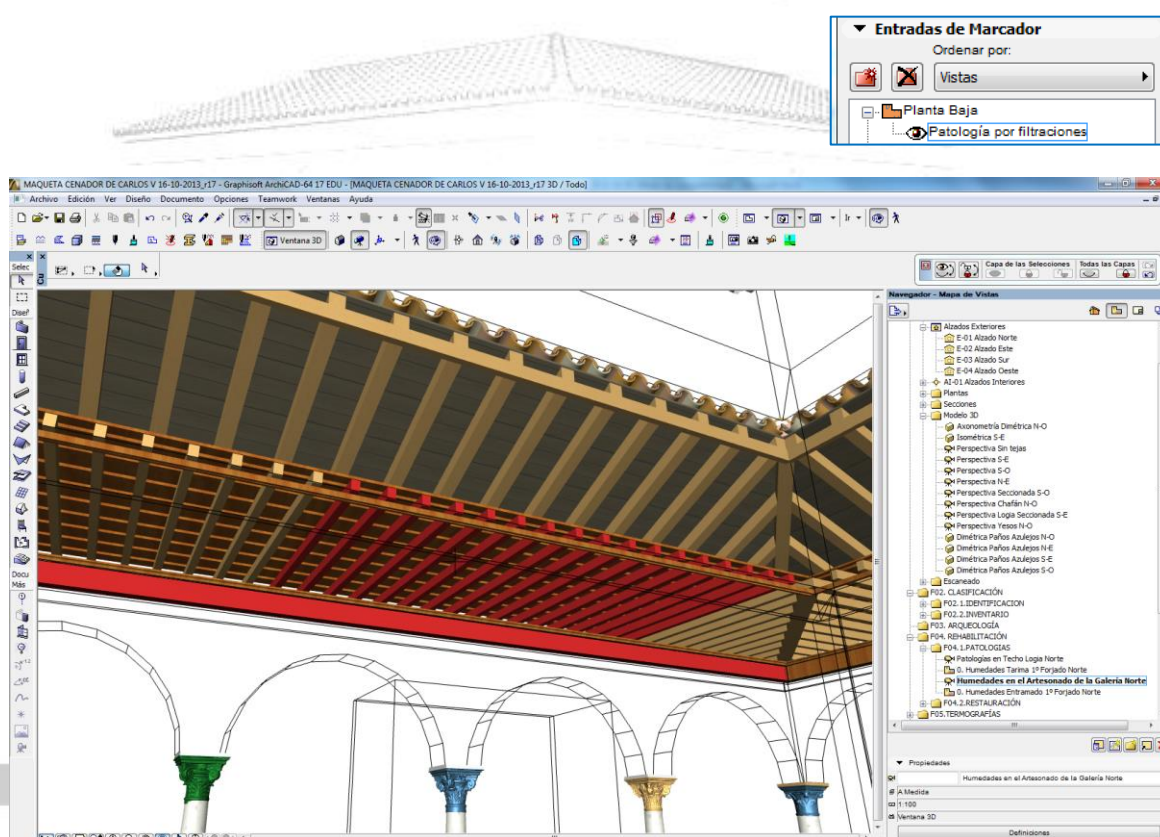 Entradas de Marcador
Ordenar por:
Vistas
Planta Baja
Patología por filtraciones
MAQUETA CENADOR DE CARLOS V 16-10-2013_r17 - Graphisoft ArchiCAD-64 17 EDU - [MAQUETA CENADOR DE CARLOS V 16-10-2013_r17 3D / Todo]
Archivo Edición Ver Diseño Documento Opciones Teamwork Ventanas Ayuda
Ventana 3D
Selec
Capa de las Selecciones Todas las Capas
Diseñ
Docu
Más
Navegador - Mapa de Vistas
Alzados Exteriores
E-01 Alzado Norte
E-02 Alzado Este
E-03 Alzado Sur
E-04 Alzado Oeste
AI-01 Alzados Interiores
Plantas
Secciones
Modelo 3D
Axonometría Dimétrica N-O
Isométrica S-E
Perspectiva Sin tejas
Perspectiva S-E
Perspectiva S-O
Perspectiva N-E
Perspectiva Seccionada S-O
Perspectiva Chafán N-O
Perspectiva Logia Seccionada S-E
Perspectiva Yesos N-O
Dimétrica Paños Azulejos N-O
Dimétrica Paños Azulejos N-E
Dimétrica Paños Azulejos S-E
Dimétrica Paños Azulejos S-O
Escaneado
F02. CLASIFICACIÓN
F02.1.IDENTIFICACION
F02.2.INVENTARIO
F03. ARQUEOLOGÍA
F04. REHABILITACIÓN
F04.1.PATOLOGIAS
Patologías en Techo Logia Norte
0. Humedades Tarima 1º Forjado Norte
Humedades en el Artesonado de la Galería Norte
0. Humedades Entramado 1º Forjado Norte
F04.2.RESTAURACIÓN
F05.TERMOGRAFÍAS
Propiedades
Humedades en el Artesonado de la Galería Norte
A Medida
1:100
Ventana 3D
Definiciones